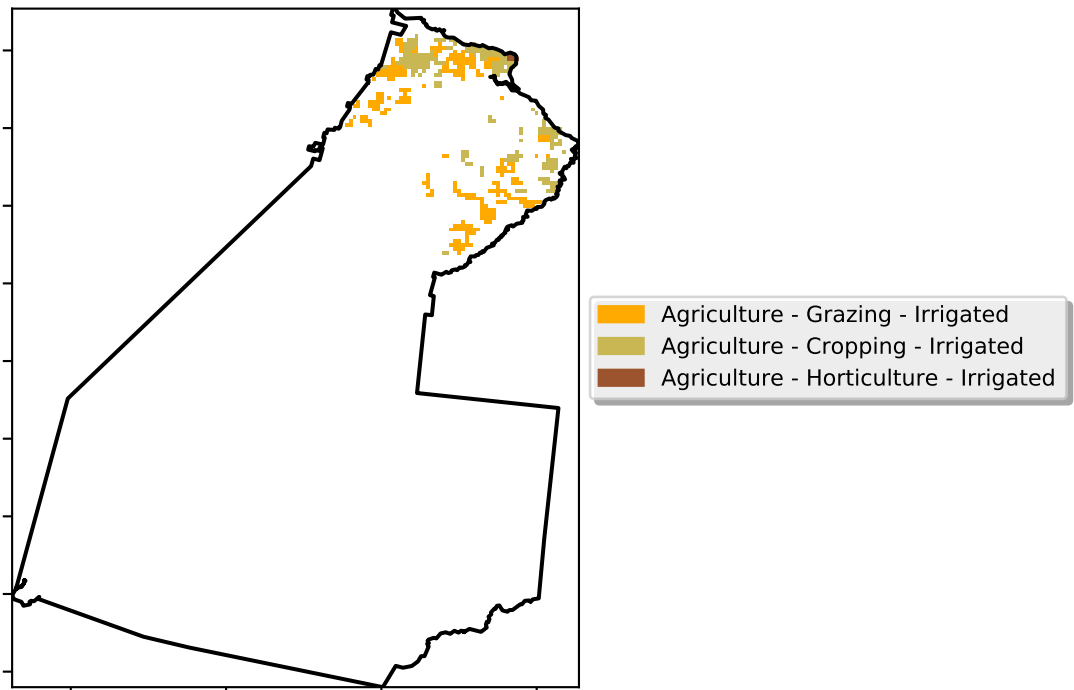 Agriculture - Grazing - Irrigated
Agriculture - Cropping - Irrigated
Agriculture - Horticulture - Irrigated